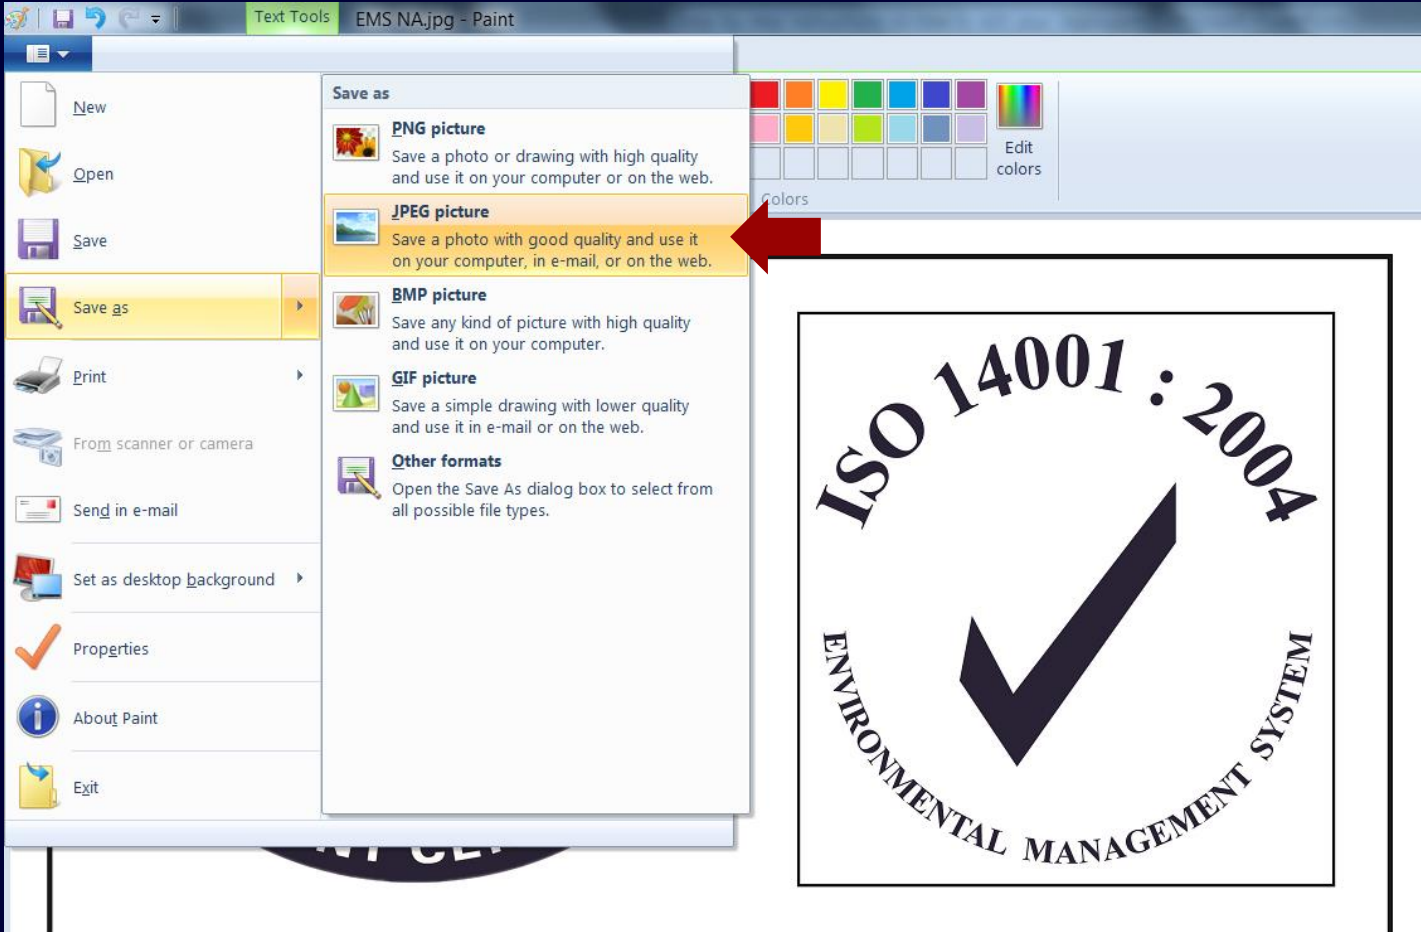 Text Tools
EMS NA.jpg - Paint
New
Open
Save
Save as
Print
From scanner or camera
Send in e-mail
Set as desktop background
Properties
About Paint
Exit
Save as
PNG picture
Save a photo or drawing with high quality
and use it on your computer or on the web.
JPEG picture
Save a photo with good quality and use it
on your computer, in e-mail, or on the web.
BMP picture
Save any kind of picture with high quality
and use it on your computer.
GIF picture
Save a simple drawing with lower quality
and use it in e-mail or on the web.
Other formats
Open the Save As dialog box to select from
all possible file types.
Edit
colors
Colors
ISO 14001 : 2004
ENVIRONMENTAL MANAGEMENT SYSTEM